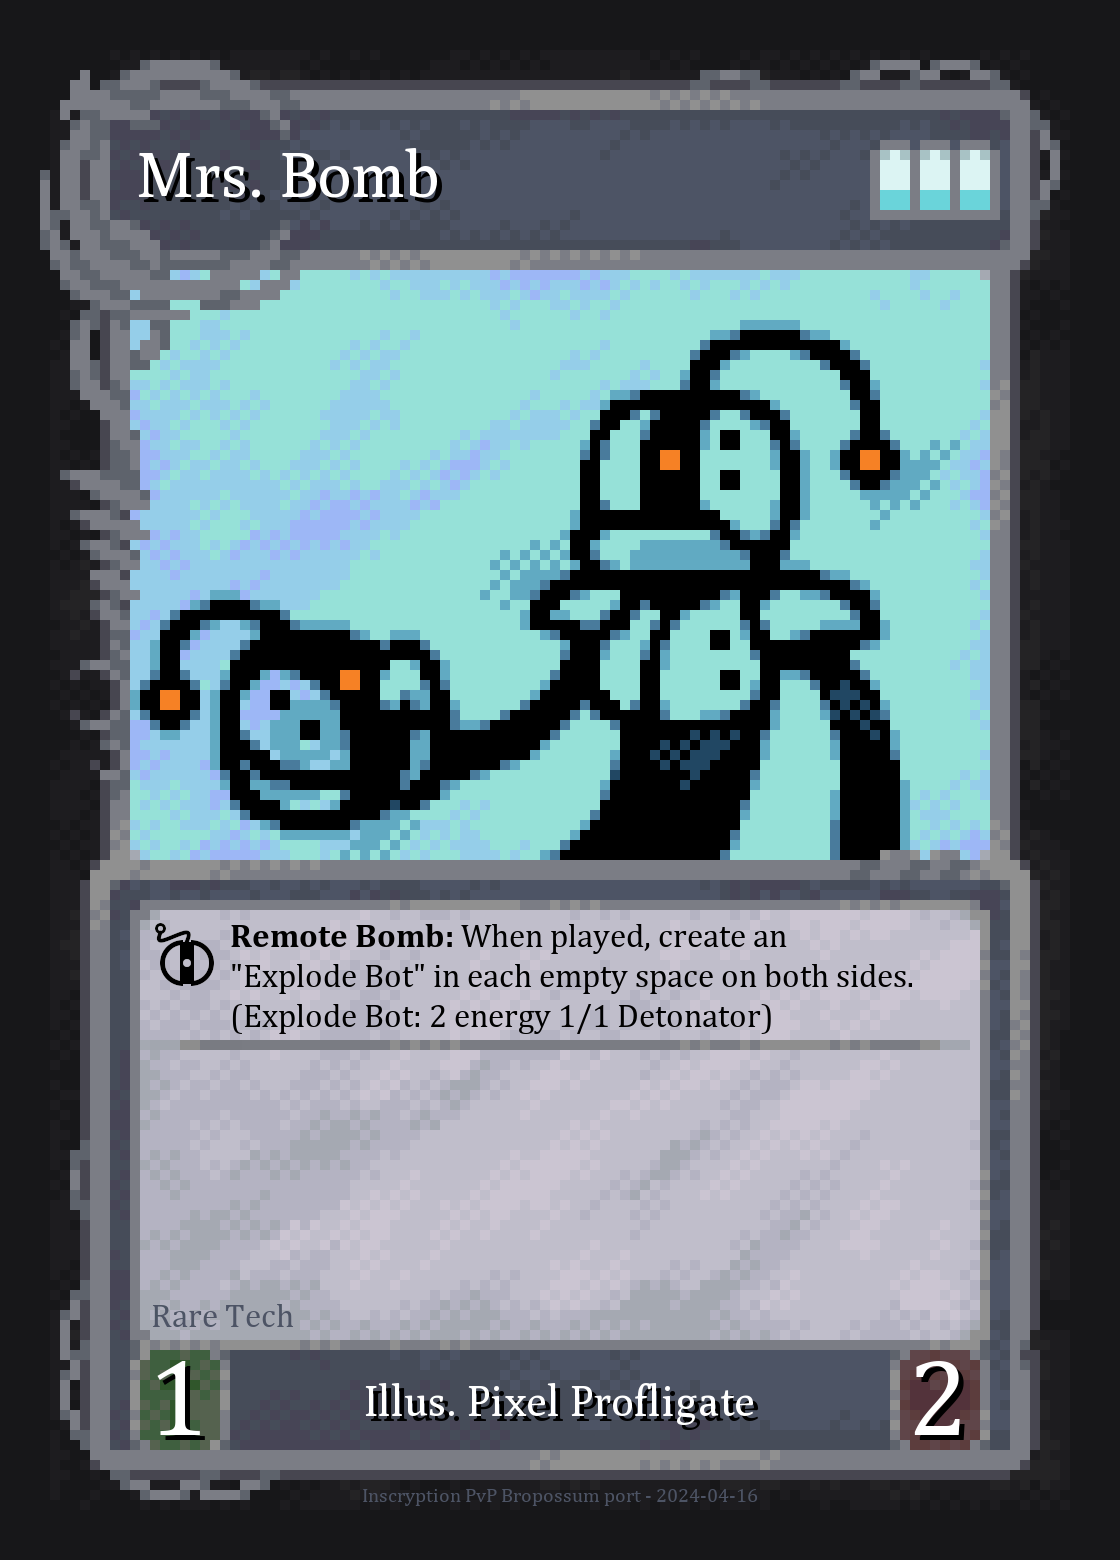 Mrs. Bomb
Remote Bomb: When played, create an
"Explode Bot" in each empty space on both sides.
(Explode Bot: 2 energy 1/1 Detonator)
Rare Tech
1
Illus. Pixel Profligate
2
Inscryption PvP Bropossum port - 2024-04-16